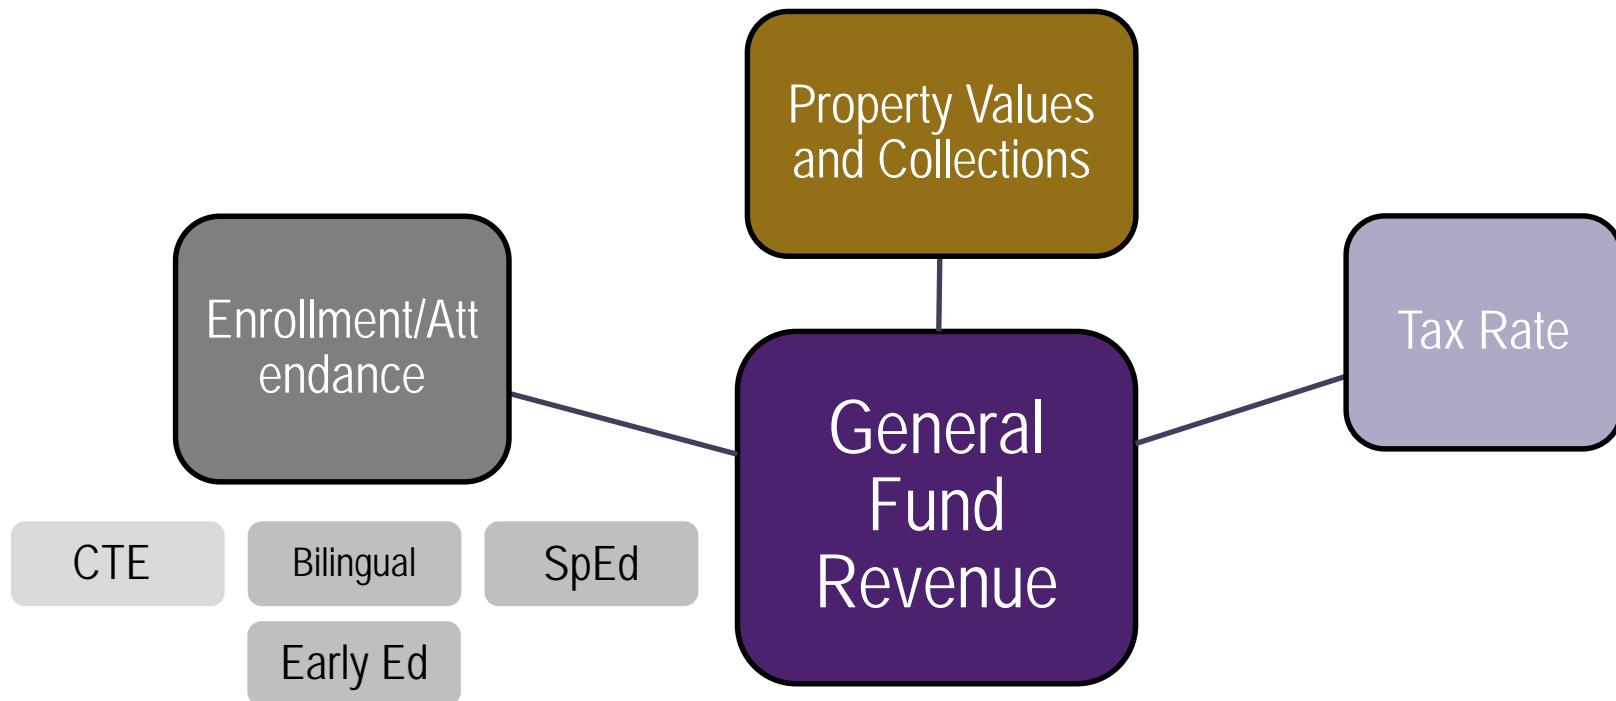 Property Values
and Collections
Enrollment/Att
endance
Tax Rate
General
Fund
Revenue
CTE
Bilingual
SpEd
Early Ed